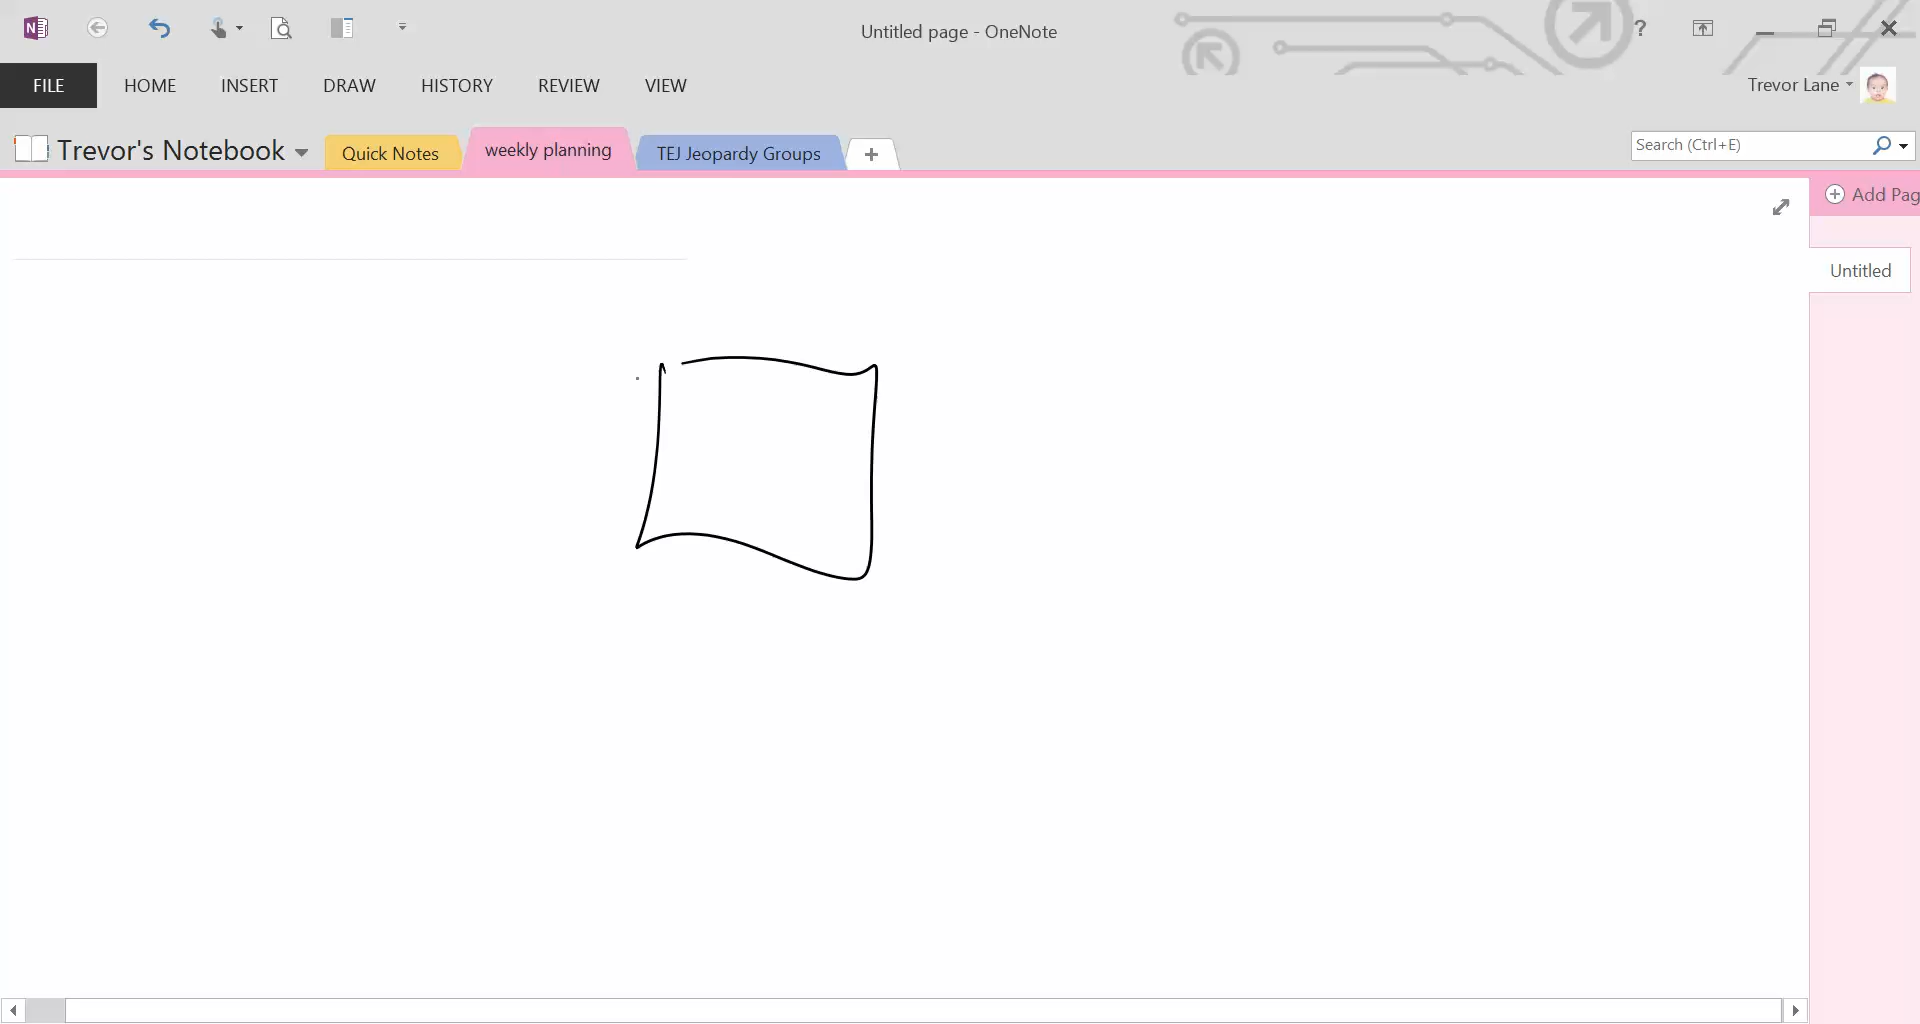 Untitled page - OneNote
?
FILE HOME INSERT DRAW HISTORY REVIEW VIEW
Trevor Lane
Trevor's Notebook Quick Notes weekly planning TEJ Jeopardy Groups +
Search (Ctrl+E)
Add Pag
Untitled